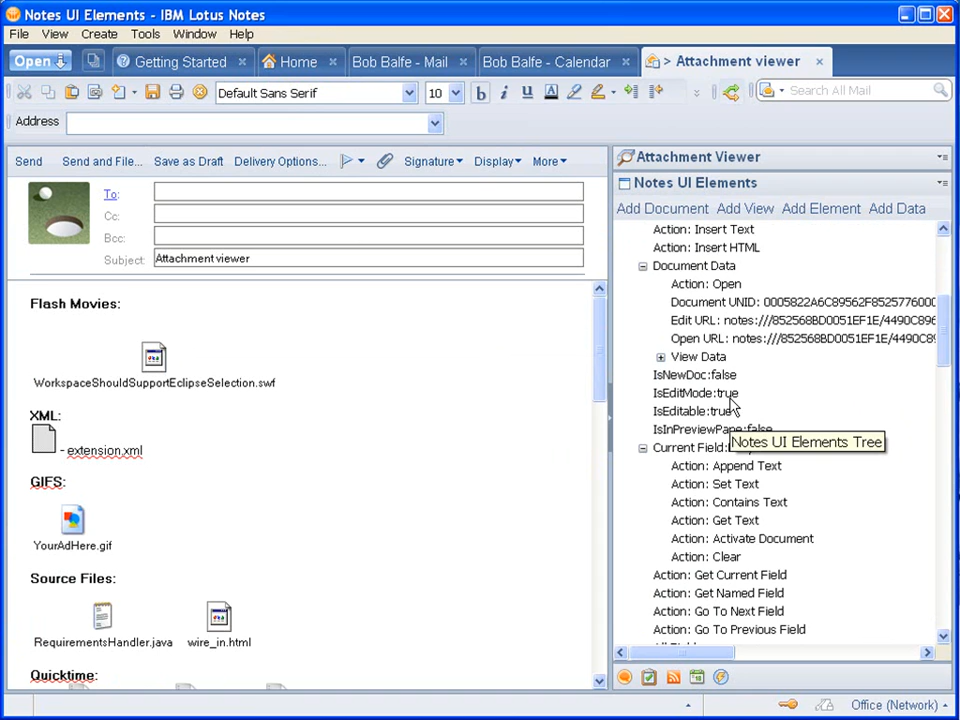 Notes UI Elements - IBM Lotus Notes
File View Create Tools Window Help
Open Getting Started Home Bob Balfe - Mail Bob Balfe - Calendar > Attachment viewer
Default Sans Serif 10 b i U A Search All Mail
Address
Send Send and File... Save as Draft Delivery Options... Signature Display More
To:
Cc:
Bcc:
Subject: Attachment viewer
Flash Movies:
WorkspaceShouldSupportEclipseSelection.swf
XML:
- extension.xml
GIFS:
YourAdHere.gif
Source Files:
RequirementsHandler.java wire_in.html
Quicktime:
Attachment Viewer
Notes UI Elements
Add Document Add View Add Element Add Data
Action: Insert Text
Action: Insert HTML
Document Data
Action: Open
Document UNID: 0005822A6C89562F8525776000
Edit URL: notes:///852568BD0051EF1E/4490C896
Open URL: notes:///852568BD0051EF1E/4490C89
View Data
IsNewDoc:false
IsEditMode:true
IsEditable:true
IsInPreviewPane:false
Notes UI Elements Tree
Current Field:
Action: Append Text
Action: Set Text
Action: Contains Text
Action: Get Text
Action: Activate Document
Action: Clear
Action: Get Current Field
Action: Get Named Field
Action: Go To Next Field
Action: Go To Previous Field
Office (Network)